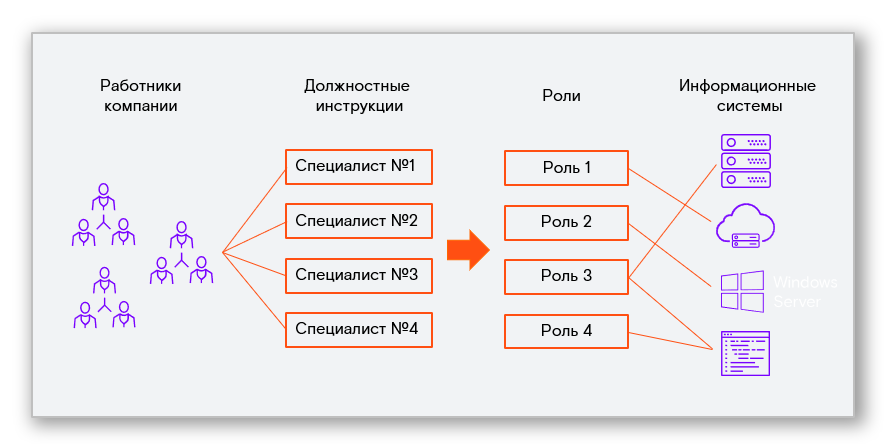 Работники
компании
Должностные
инструкции
Роли
Информационные
системы
Специалист №1
Специалист №2
Специалист №3
Специалист №4
Роль 1
Роль 2
Роль 3
Роль 4
Windows
Server